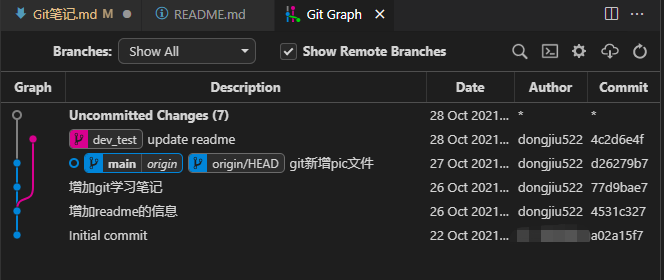 Git笔记.md M README.md Git Graph
Branches: Show All Show Remote Branches
Graph Description Date Author Commit
Uncommitted Changes (7) 28 Oct 2021... * *
dev_test update readme 28 Oct 2021... dongjiu522 4c2d6e4f
main origin origin/HEAD git新增pic文件 27 Oct 2021... dongjiu522 d26279b7
增加git学习笔记 26 Oct 2021... dongjiu522 77d9bae7
增加readme的信息 26 Oct 2021... dongjiu522 4531c327
Initial commit 22 Oct 2021... a02a15f7